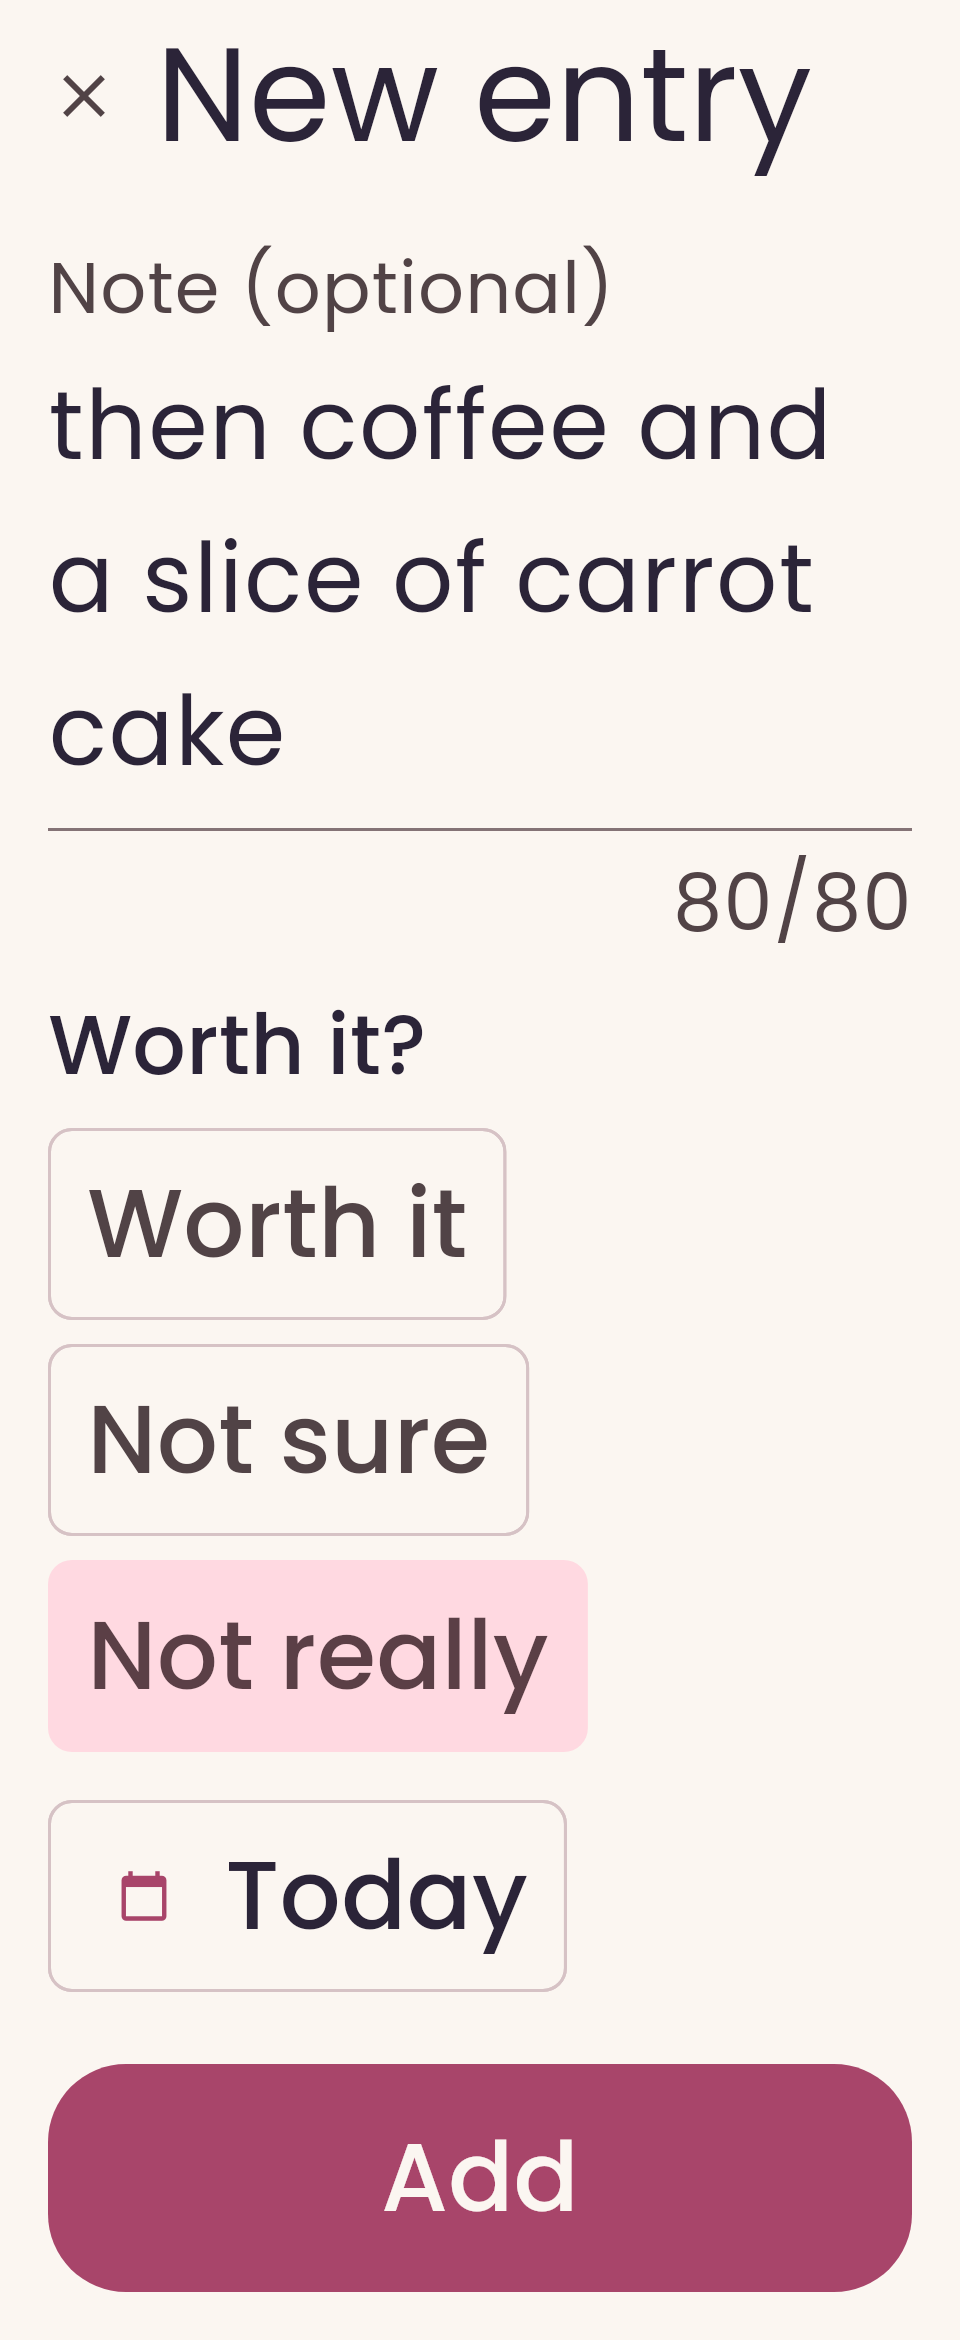 New entry
Note (optional)
then coffee and
a slice of carrot
cake
80/80
Worth it?
Worth it
Not sure
Not really
Today
Add